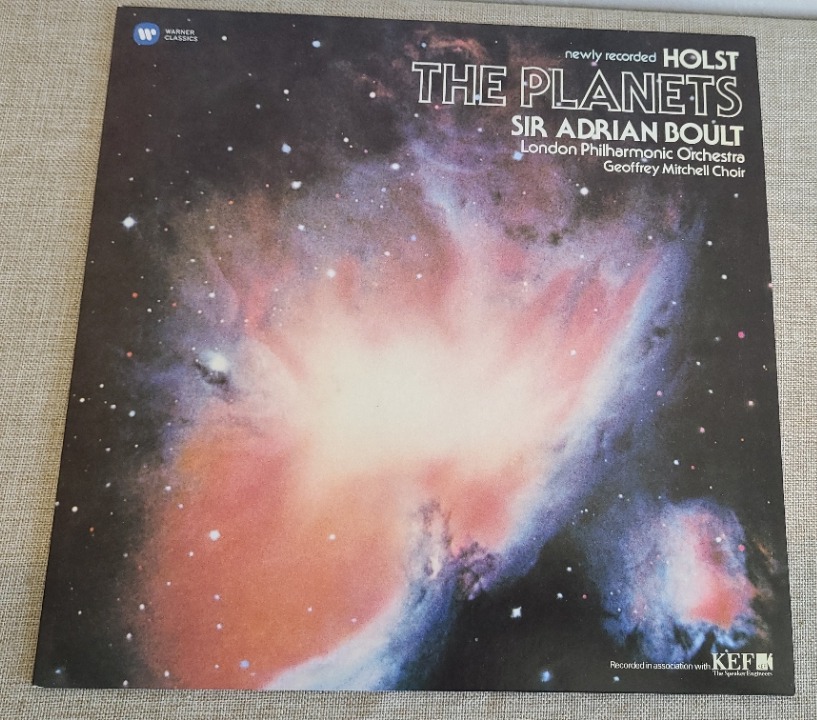 WARNER
CLASSICS
newly recorded HOLST
THE PLANETS
SIR ADRIAN BOULT
London Philharmonic Orchestra
Geoffrey Mitchell Choir
Recorded in association with KEF
The Speaker Engineers